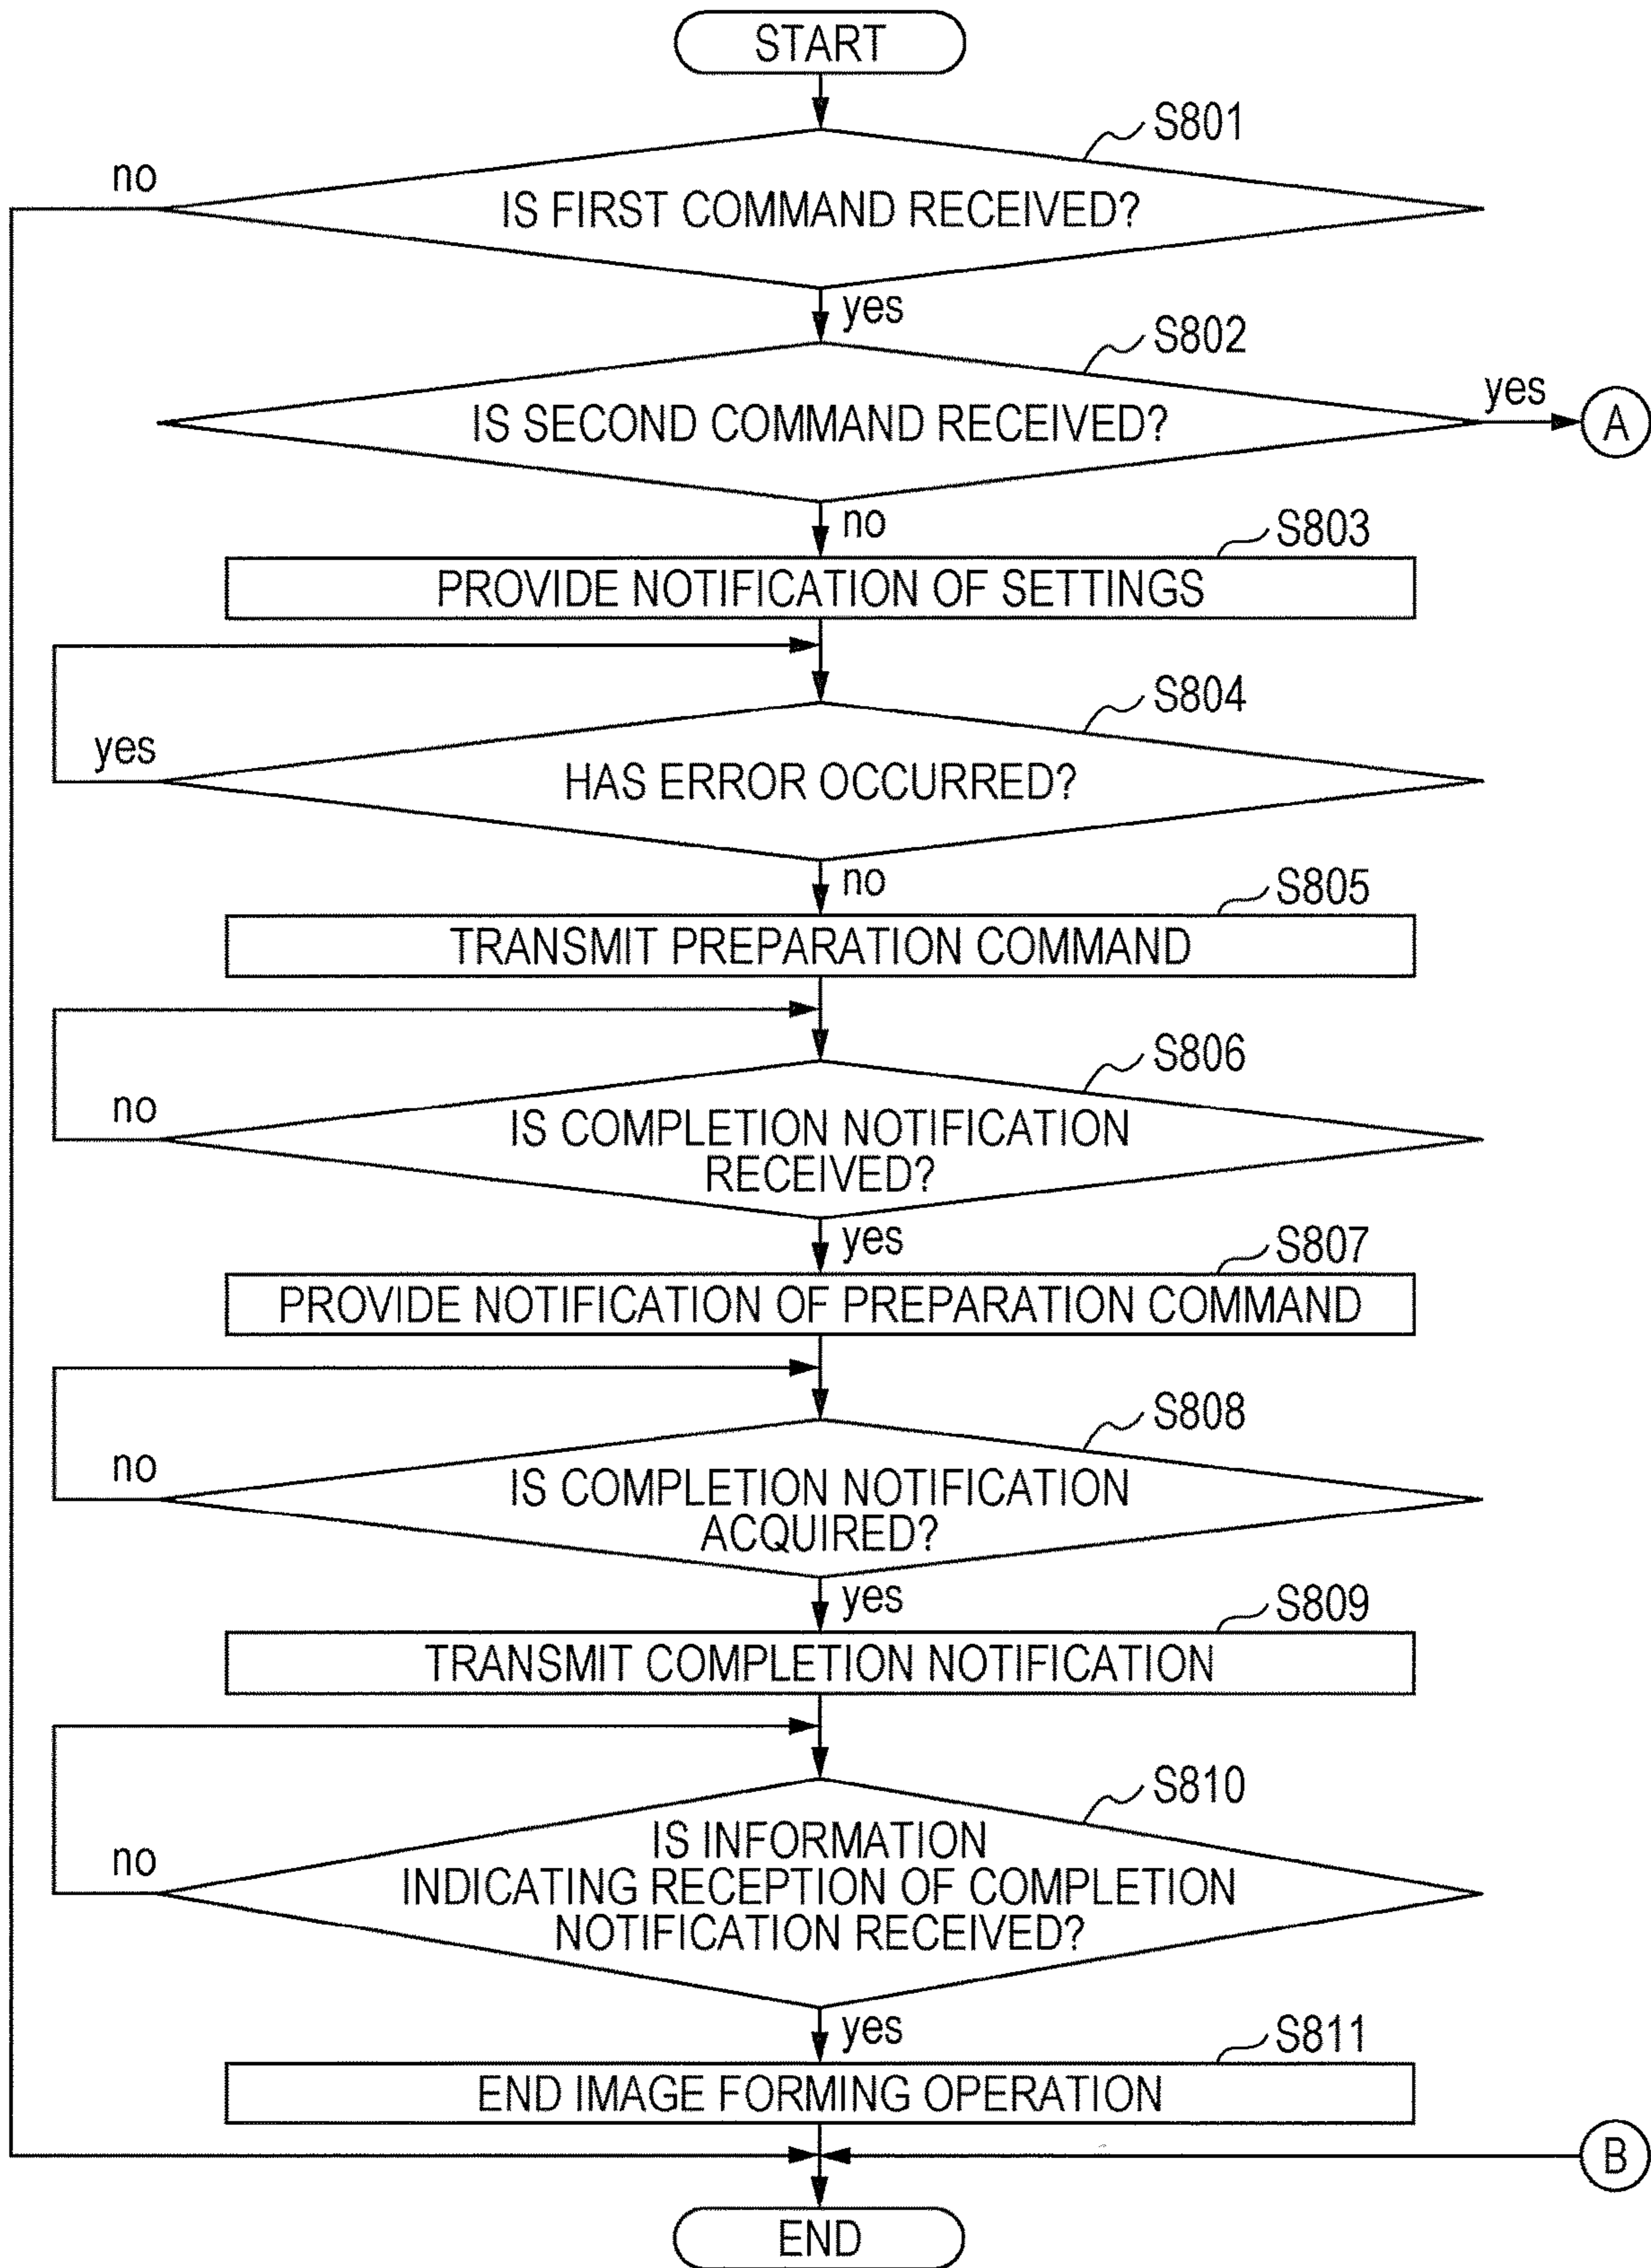 START
S801
no
IS FIRST COMMAND RECEIVED?
yes
S802
IS SECOND COMMAND RECEIVED?
yes
A
no
S803
PROVIDE NOTIFICATION OF SETTINGS
S804
yes
HAS ERROR OCCURRED?
no
S805
TRANSMIT PREPARATION COMMAND
S806
no
IS COMPLETION NOTIFICATION
RECEIVED?
yes
S807
PROVIDE NOTIFICATION OF PREPARATION COMMAND
S808
no
IS COMPLETION NOTIFICATION
ACQUIRED?
yes
S809
TRANSMIT COMPLETION NOTIFICATION
S810
no
IS INFORMATION
INDICATING RECEPTION OF COMPLETION
NOTIFICATION RECEIVED?
yes
S811
END IMAGE FORMING OPERATION
B
END